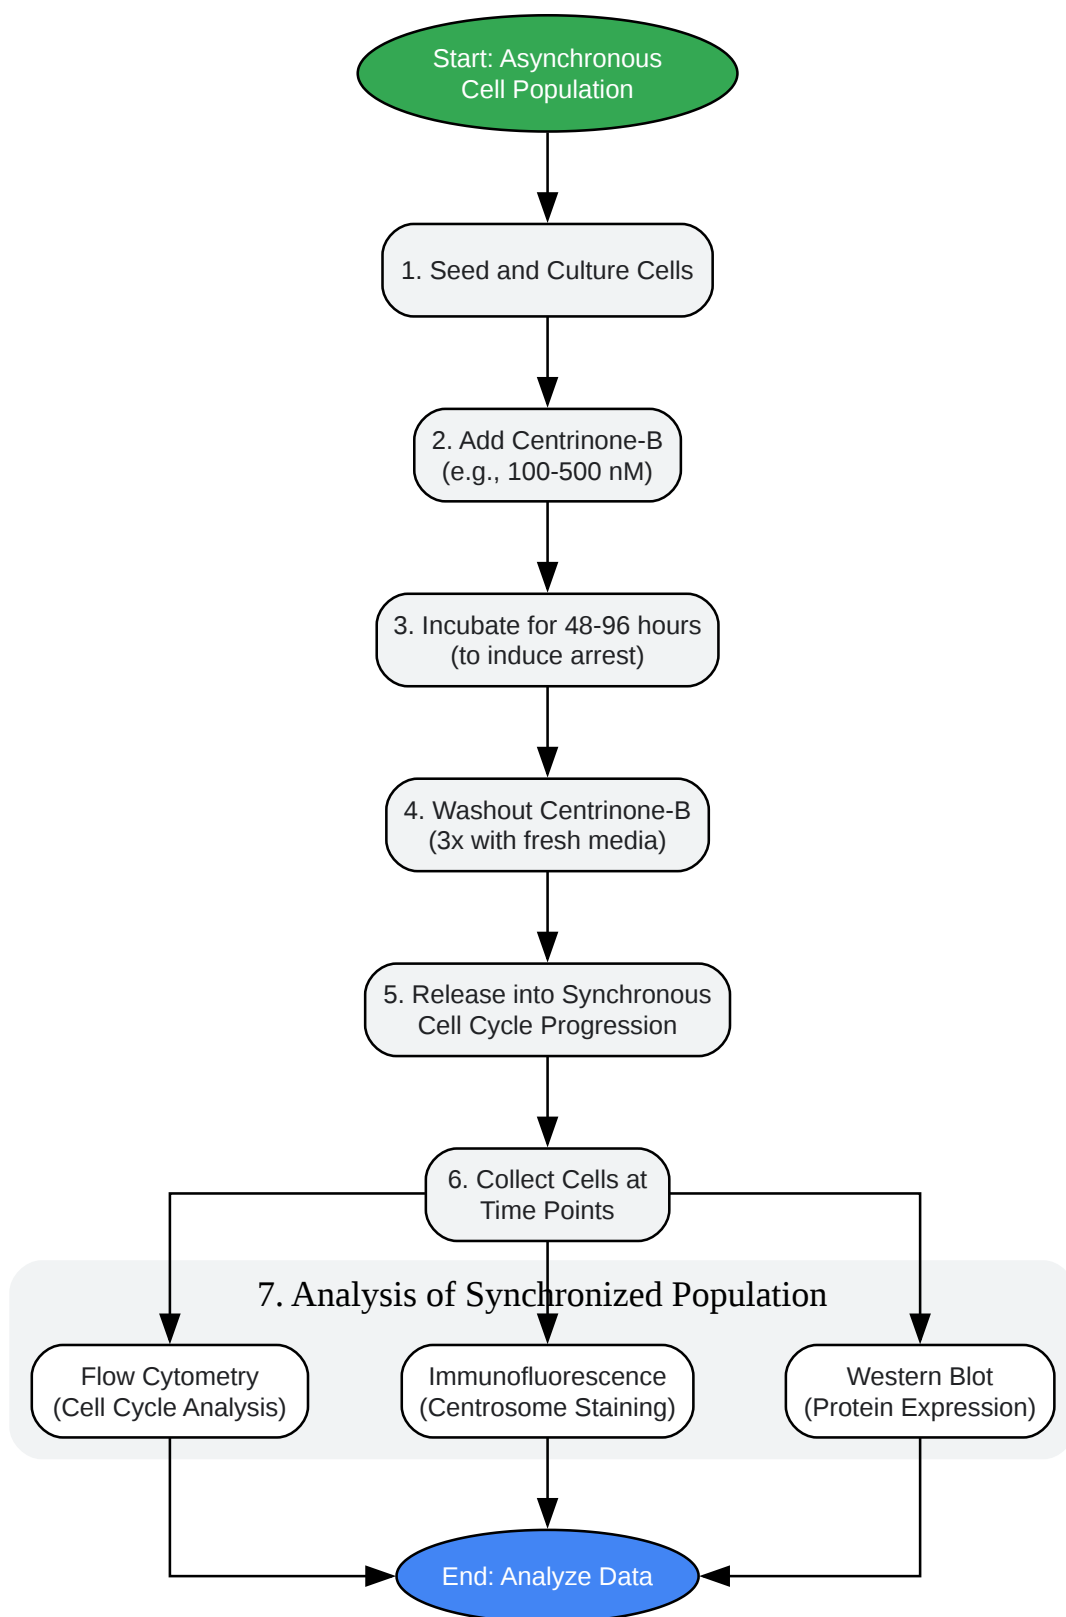 Start: Asynchronous
Cell Population
1. Seed and Culture Cells
2. Add Centrinone-B
(e.g., 100-500 nM)
3. Incubate for 48-96 hours
(to induce arrest)
4. Washout Centrinone-B
(3x with fresh media)
5. Release into Synchronous
Cell Cycle Progression
6. Collect Cells at
Time Points
7. Analysis of Synchronized Population
Flow Cytometry
(Cell Cycle Analysis)
Immunofluorescence
(Centrosome Staining)
Western Blot
(Protein Expression)
End: Analyze Data